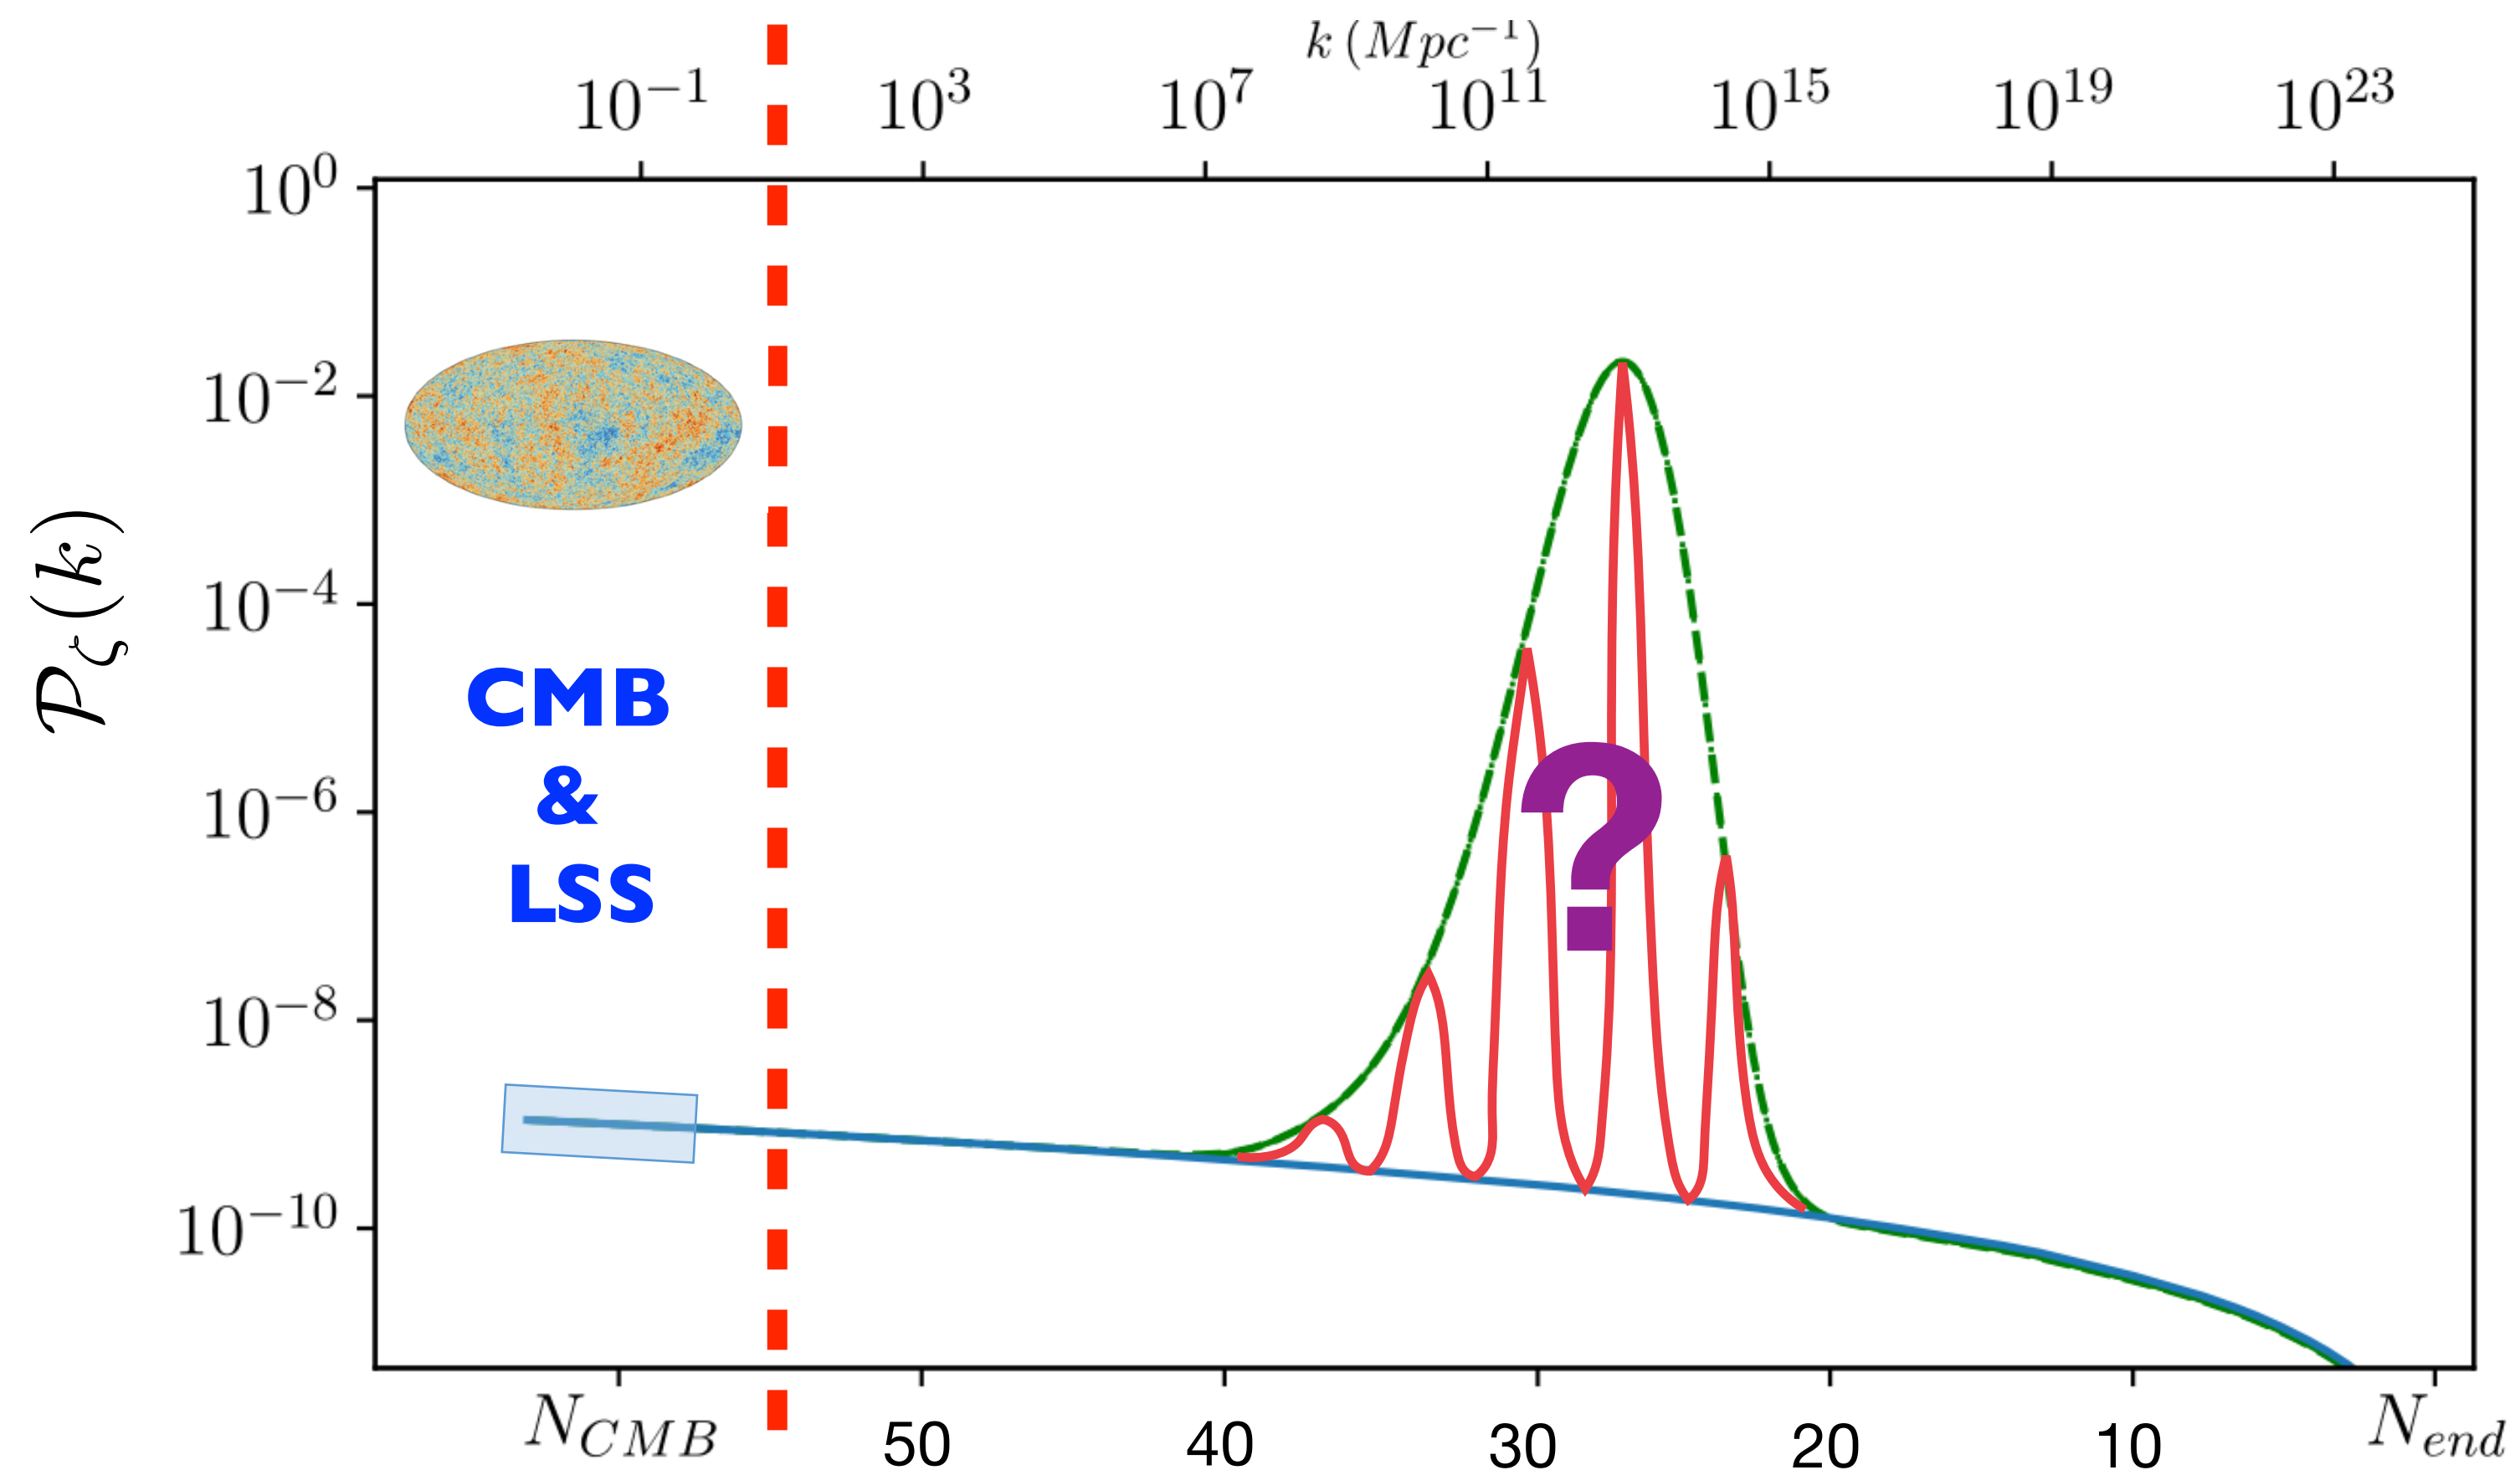 k (Mpc⁻¹)
10⁻¹ 10³ 10⁷ 10¹¹ 10¹⁵ 10¹⁹ 10²³
10⁰
10⁻²
10⁻⁴
10⁻⁶
10⁻⁸
10⁻¹⁰
𝒫_ζ(k)
CMB
&
LSS
?
N_CMB 50 40 30 20 10 N_end